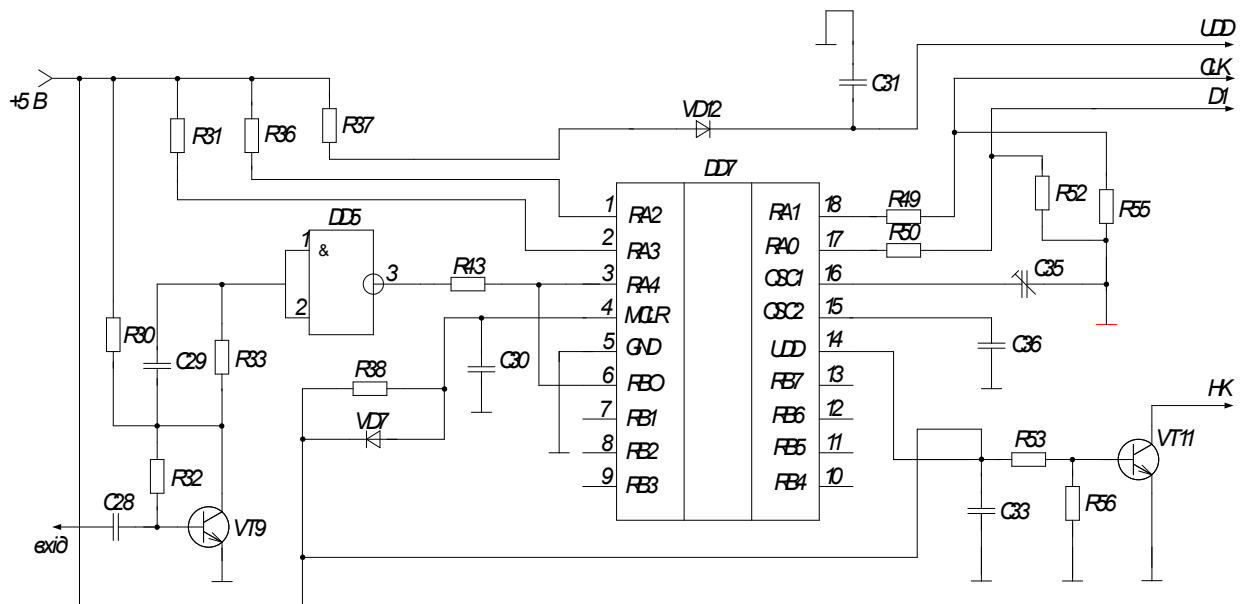 UDD
+5 В
C31
CLK
VD12
D1
R31
R36
R37
DD7
DD5
1
RA2
RA1
18
R49
R52
R55
1
&
2
RA3
RA0
17
R50
3
R43
3
RA4
OSC1
16
C35
2
4
MCLR
OSC2
15
R30
C29
R33
C30
5
GND
UDD
14
C36
R38
6
RB0
RB7
13
HK
VD7
7
RB1
RB6
12
R32
8
RB2
RB5
11
R53
VT11
C28
9
RB3
RB4
10
C33
R56
вхід
VT9